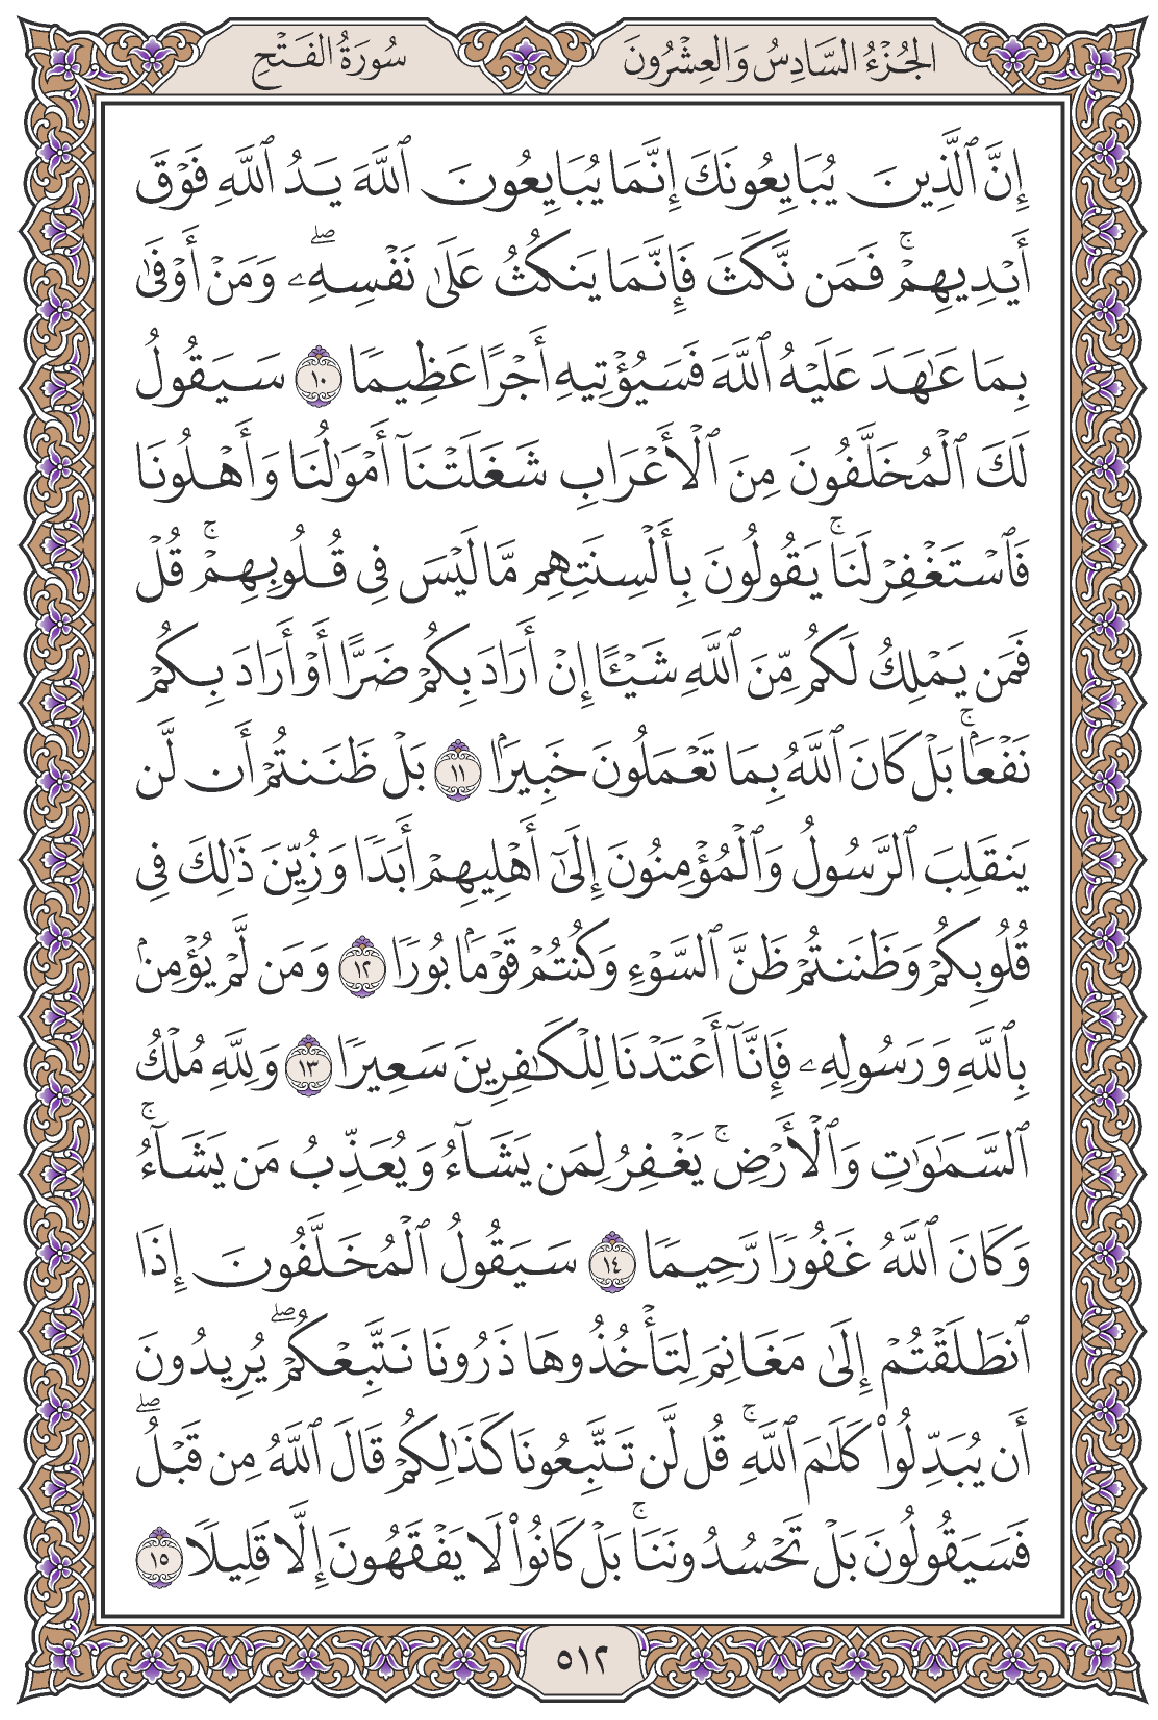 الجُزْءُ السَّادِسُ وَالعِشْرُونَ
سُورَةُ الفَتْحِ
إِنَّ ٱلَّذِينَ يُبَايِعُونَكَ إِنَّمَا يُبَايِعُونَ ٱللَّهَ يَدُ ٱللَّهِ فَوْقَ
أَيْدِيهِمْۚ فَمَن نَّكَثَ فَإِنَّمَا يَنكُثُ عَلَىٰ نَفْسِهِۦۖ وَمَنْ أَوْفَىٰ
بِمَا عَٰهَدَ عَلَيْهُ ٱللَّهَ فَسَيُؤْتِيهِ أَجْرًا عَظِيمًا ١٠ سَيَقُولُ
لَكَ ٱلْمُخَلَّفُونَ مِنَ ٱلْأَعْرَابِ شَغَلَتْنَآ أَمْوَٰلُنَا وَأَهْلُونَا
فَٱسْتَغْفِرْ لَنَاۚ يَقُولُونَ بِأَلْسِنَتِهِم مَّا لَيْسَ فِى قُلُوبِهِمْۚ قُلْ
فَمَن يَمْلِكُ لَكُم مِّنَ ٱللَّهِ شَيْـًٔا إِنْ أَرَادَ بِكُمْ ضَرًّا أَوْ أَرَادَ بِكُمْ
نَفْعَۢاۚ بَلْ كَانَ ٱللَّهُ بِمَا تَعْمَلُونَ خَبِيرَۢا ١١ بَلْ ظَنَنتُمْ أَن لَّن
يَنقَلِبَ ٱلرَّسُولُ وَٱلْمُؤْمِنُونَ إِلَىٰٓ أَهْلِيهِمْ أَبَدًا وَزُيِّنَ ذَٰلِكَ فِى
قُلُوبِكُمْ وَظَنَنتُمْ ظَنَّ ٱلسَّوْءِ وَكُنتُمْ قَوْمَۢا بُورًا ١٢ وَمَن لَّمْ يُؤْمِنۢ
بِٱللَّهِ وَرَسُولِهِۦ فَإِنَّآ أَعْتَدْنَا لِلْكَٰفِرِينَ سَعِيرًا ١٣ وَلِلَّهِ مُلْكُ
ٱلسَّمَٰوَٰتِ وَٱلْأَرْضِۚ يَغْفِرُ لِمَن يَشَآءُ وَيُعَذِّبُ مَن يَشَآءُۚ
وَكَانَ ٱللَّهُ غَفُورًا رَّحِيمًا ١٤ سَيَقُولُ ٱلْمُخَلَّفُونَ إِذَا
ٱنطَلَقْتُمْ إِلَىٰ مَغَانِمَ لِتَأْخُذُوهَا ذَرُونَا نَتَّبِعْكُمْۖ يُرِيدُونَ
أَن يُبَدِّلُوا۟ كَلَٰمَ ٱللَّهِۚ قُل لَّن تَتَّبِعُونَا كَذَٰلِكُمْ قَالَ ٱللَّهُ مِن قَبْلُۖ
فَسَيَقُولُونَ بَلْ تَحْسُدُونَنَاۚ بَلْ كَانُوا۟ لَا يَفْقَهُونَ إِلَّا قَلِيلًا ١٥
٥١٢